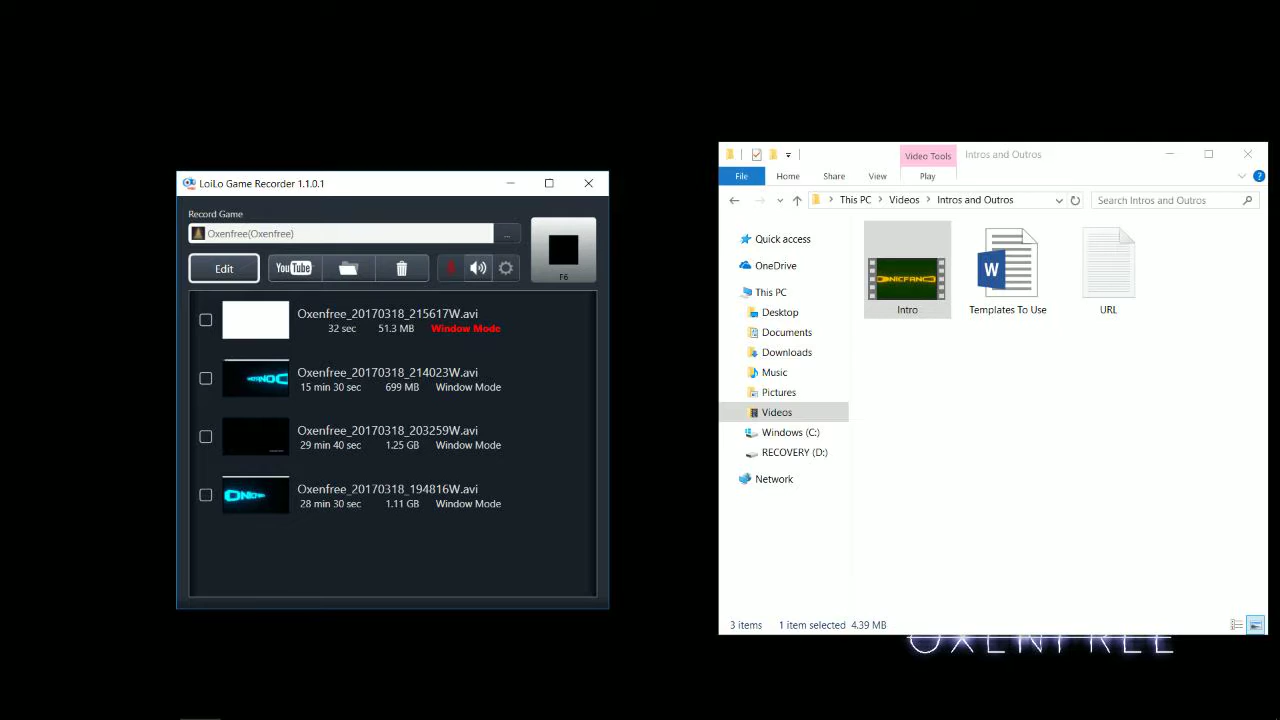 LoiLo Game Recorder 1.1.0.1
Record Game
Oxenfree(Oxenfree)
...
F6
Edit
YouTube
Oxenfree_20170318_215617W.avi
32 sec 51.3 MB Window Mode
Oxenfree_20170318_214023W.avi
15 min 30 sec 699 MB Window Mode
Oxenfree_20170318_203259W.avi
29 min 40 sec 1.25 GB Window Mode
Oxenfree_20170318_194816W.avi
28 min 30 sec 1.11 GB Window Mode
Video Tools
Intros and Outros
File
Home
Share
View
Play
This PC
Videos
Intros and Outros
Search Intros and Outros
Quick access
OneDrive
This PC
Desktop
Documents
Downloads
Music
Pictures
Videos
Windows (C:)
RECOVERY (D:)
Network
Intro
W
Templates To Use
URL
3 items
1 item selected 4.39 MB
OXENFREE